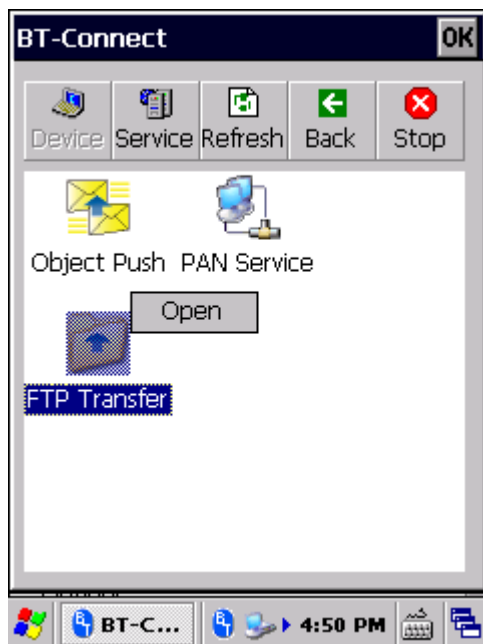 BT-Connect OK
Device Service Refresh Back Stop
Object Push PAN Service
Open
FTP Transfer
BT-C... 4:50 PM